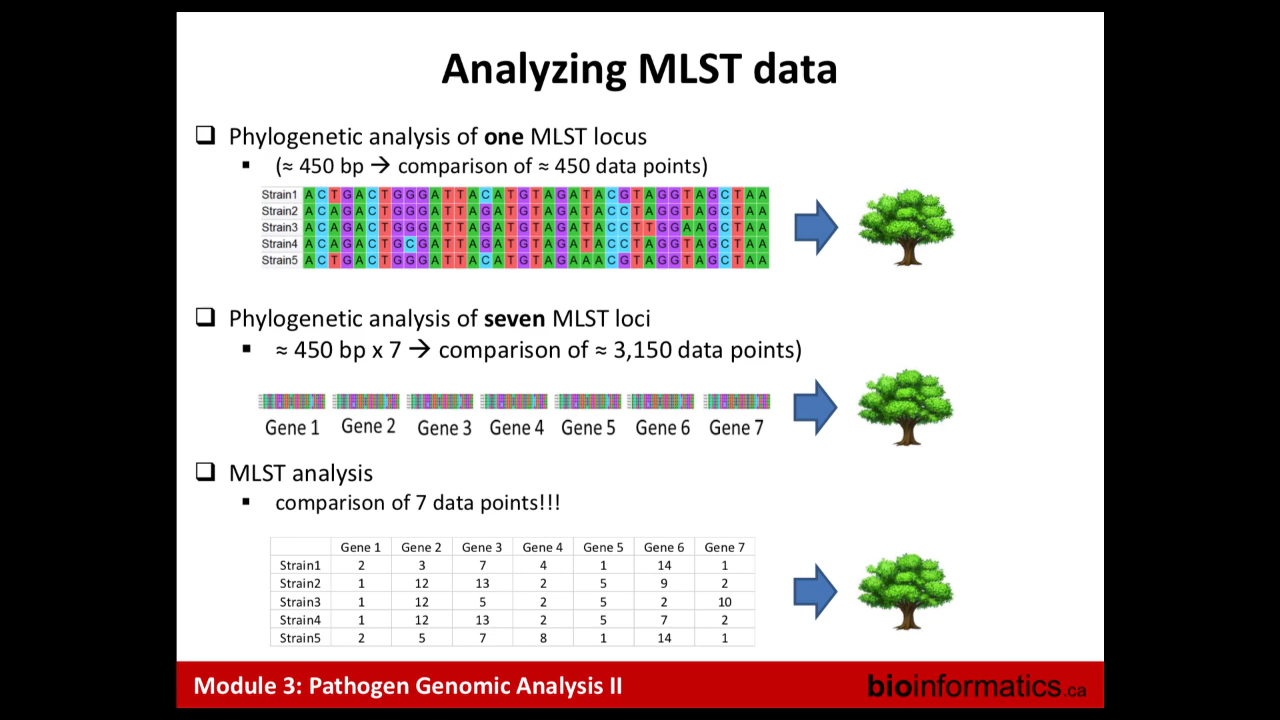 Analyzing MLST data
❑ Phylogenetic analysis of one MLST locus
▪ (≈ 450 bp → comparison of ≈ 450 data points)
Strain1 A C T G A C T G G G A T T A C A T G T A G A T A C G T A G G T A G C T A A
Strain2 A C A G A C T G G G A T T A G A T G T A G A T A C C T A G G T A G C T A A
Strain3 A C A G A C T G G G A T T A G A T G T A G A T A C C T T G G A A G C T A A
Strain4 A C A G A C T G C G A T T A G A T G T A G A T A C C T A G G T A G C T A A
Strain5 A C T G A C T G G G A T T A C A T G T A G A A A C G T A G G T A G C T A A
❑ Phylogenetic analysis of seven MLST loci
▪ ≈ 450 bp x 7 → comparison of ≈ 3,150 data points)
Gene 1 Gene 2 Gene 3 Gene 4 Gene 5 Gene 6 Gene 7
❑ MLST analysis
▪ comparison of 7 data points!!!
Gene 1 Gene 2 Gene 3 Gene 4 Gene 5 Gene 6 Gene 7
Strain1 2 3 7 4 1 14 1
Strain2 1 12 13 2 5 9 2
Strain3 1 12 5 2 5 2 10
Strain4 1 12 13 2 5 7 2
Strain5 2 5 7 8 1 14 1
Module 3: Pathogen Genomic Analysis II
bioinformatics.ca